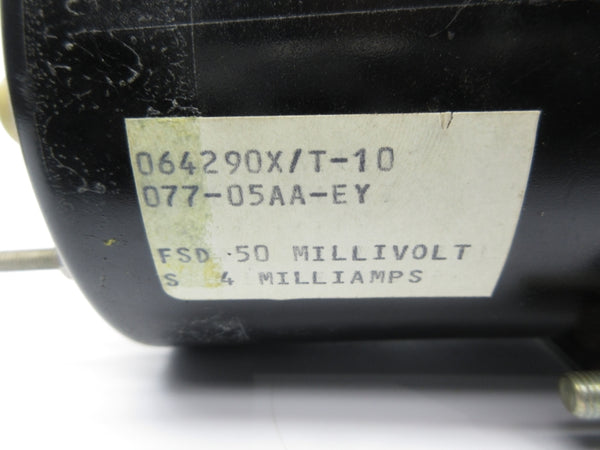 064290X/T-10
077-05AA-EY
FSD 50 MILLIVOLT
S 4 MILLIAMPS